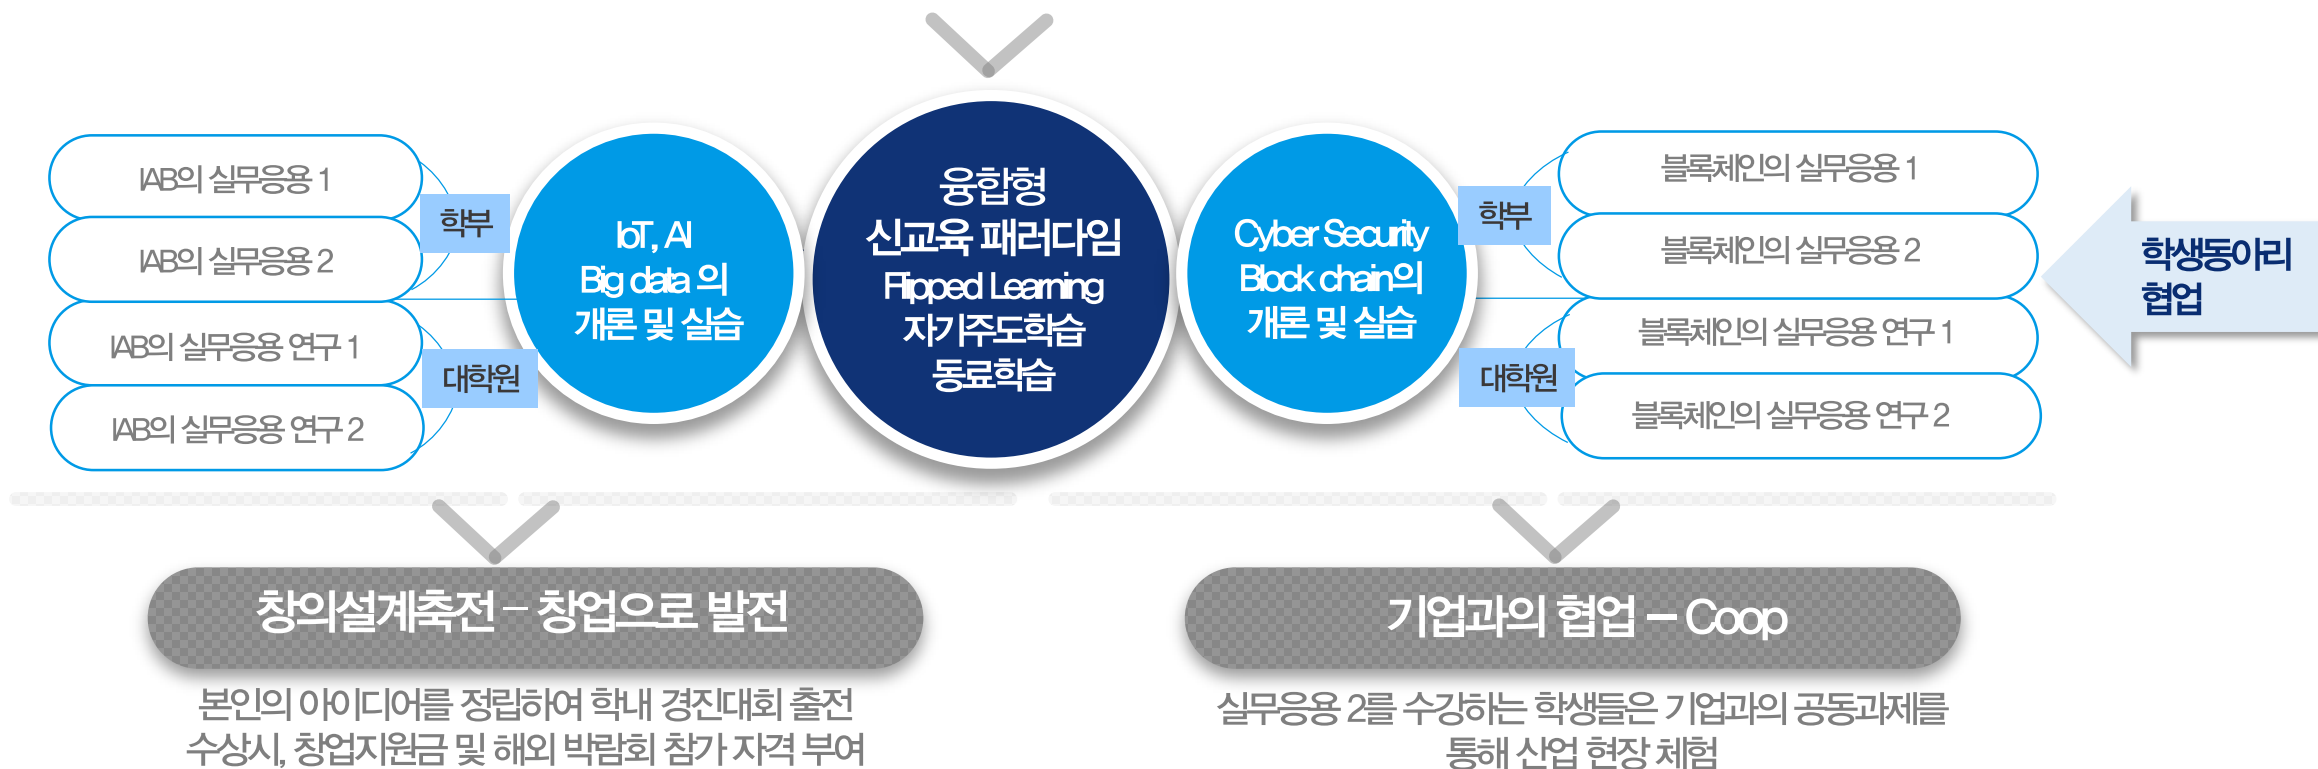 IAB의 실무응용 1
IAB의 실무응용 2
IAB의 실무응용 연구 1
IAB의 실무응용 연구 2
학부
대학원
IoT, AI
Big data 의
개론 및 실습
융합형
신교육 패러다임
Flipped Learning
자기주도학습
동료학습
Cyber Security
Block chain의
개론 및 실습
학부
대학원
블록체인의 실무응용 1
블록체인의 실무응용 2
블록체인의 실무응용 연구 1
블록체인의 실무응용 연구 2
학생동아리
협업
창의설계축전 – 창업으로 발전
본인의 아이디어를 정립하여 학내 경진대회 출전
수상시, 창업지원금 및 해외 박람회 참가 자격 부여
기업과의 협업 – Coop
실무응용 2를 수강하는 학생들은 기업과의 공동과제를
통해 산업 현장 체험